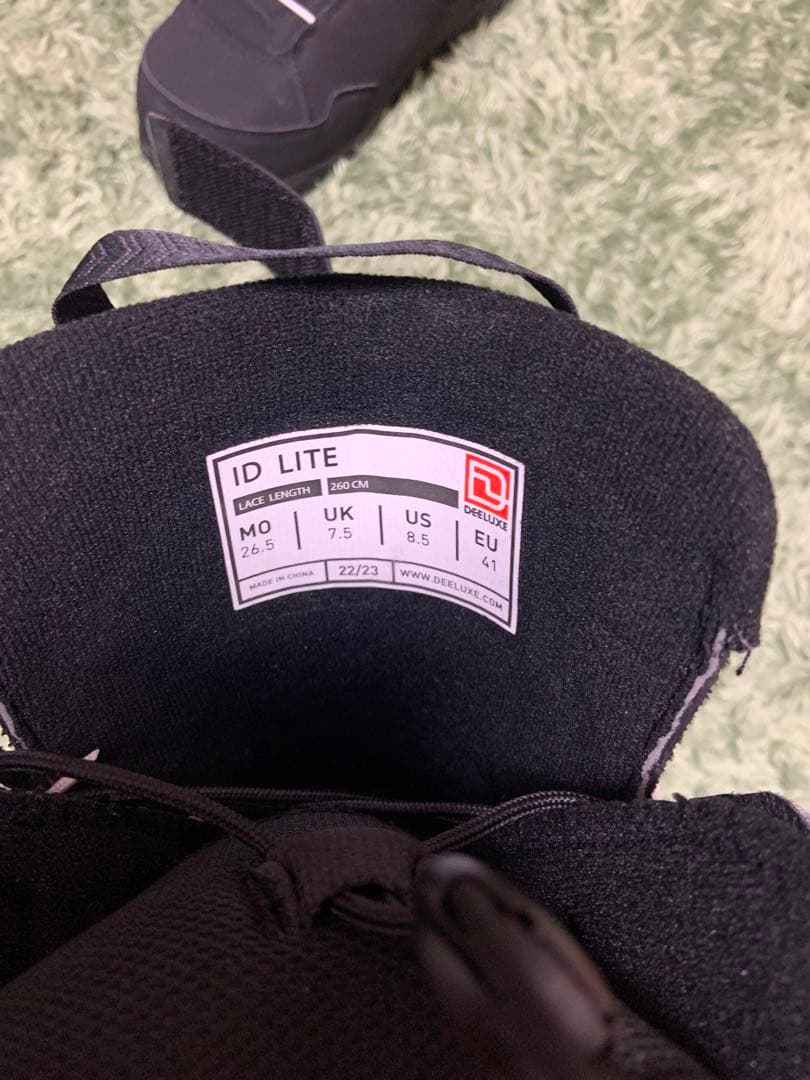 ID LITE
LACE LENGTH 260 CM
DEELUXE
MO UK US EU
26.5 7.5 8.5 41
MADE IN CHINA 22/23 WWW.DEELUXE.COM